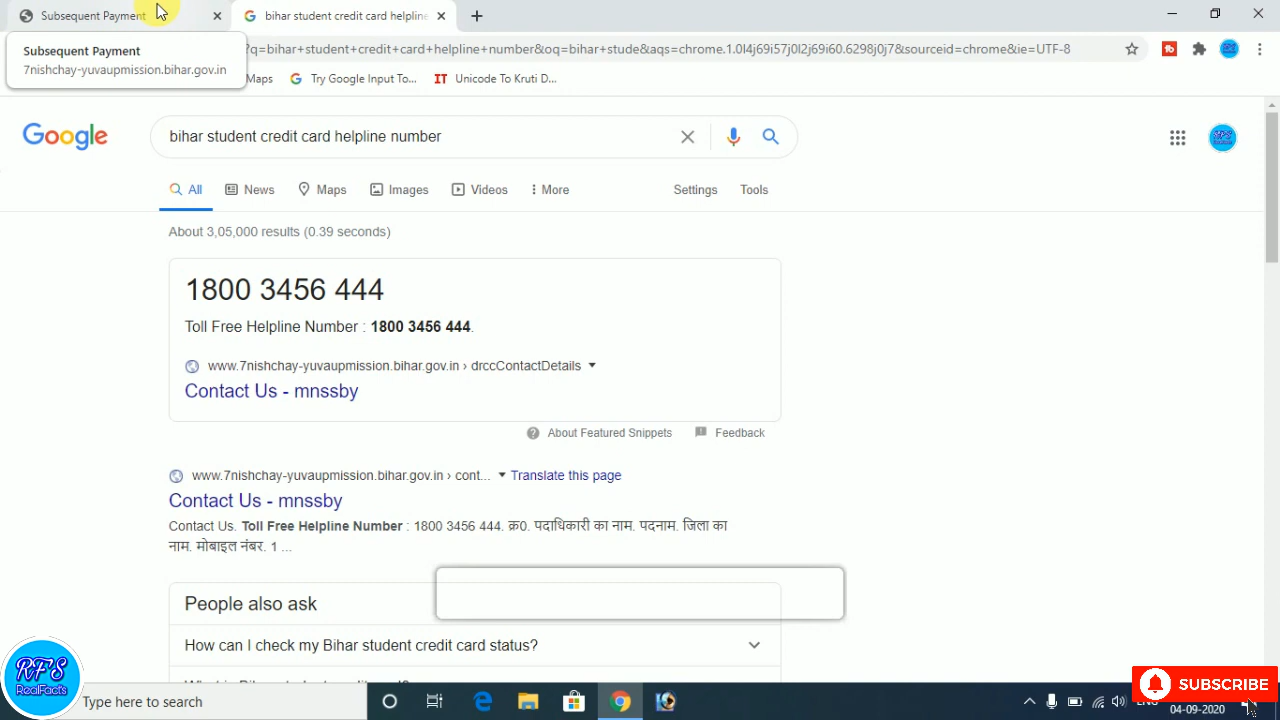 Subsequent Payment
bihar student credit card helpline
Subsequent Payment
7nishchay-yuvaupmission.bihar.gov.in
?q=bihar+student+credit+card+helpline+number&oq=bihar+stude&aqs=chrome.1.0l4j69i57j0l2j69i60.6298j0j7&sourceid=chrome&ie=UTF-8
Maps
Try Google Input To...
IT Unicode To Kruti D...
Google
bihar student credit card helpline number
RFS
All
News
Maps
Images
Videos
More
Settings
Tools
About 3,05,000 results (0.39 seconds)
1800 3456 444
Toll Free Helpline Number : 1800 3456 444.
www.7nishchay-yuvaupmission.bihar.gov.in › drccContactDetails
Contact Us - mnssby
About Featured Snippets
Feedback
www.7nishchay-yuvaupmission.bihar.gov.in › cont...
Translate this page
Contact Us - mnssby
Contact Us. Toll Free Helpline Number : 1800 3456 444. क्र0. पदाधिकारी का नाम. पदनाम. जिला का
नाम. मोबाइल नंबर. 1 ...
People also ask
How can I check my Bihar student credit card status?
RFS
RealFacts
Type here to search
SUBSCRIBE
ENG
04-09-2020